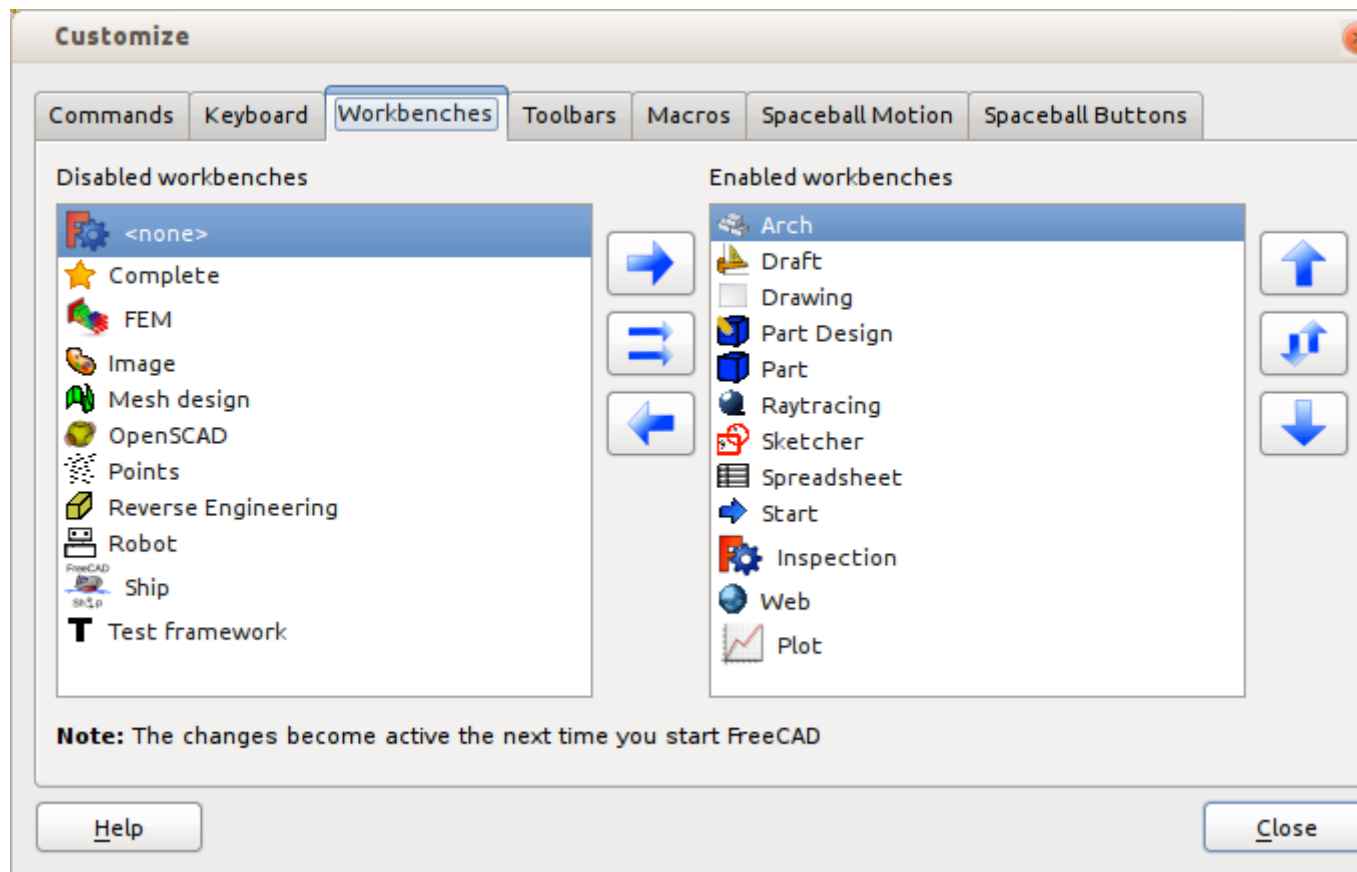 Customize
Commands Keyboard Workbenches Toolbars Macros Spaceball Motion Spaceball Buttons
Disabled workbenches
<none>
Complete
FEM
Image
Mesh design
OpenSCAD
Points
Reverse Engineering
Robot
FreeCAD
Ship
Test framework
Enabled workbenches
Arch
Draft
Drawing
Part Design
Part
Raytracing
Sketcher
Spreadsheet
Start
Inspection
Web
Plot
Note: The changes become active the next time you start FreeCAD
Help Close